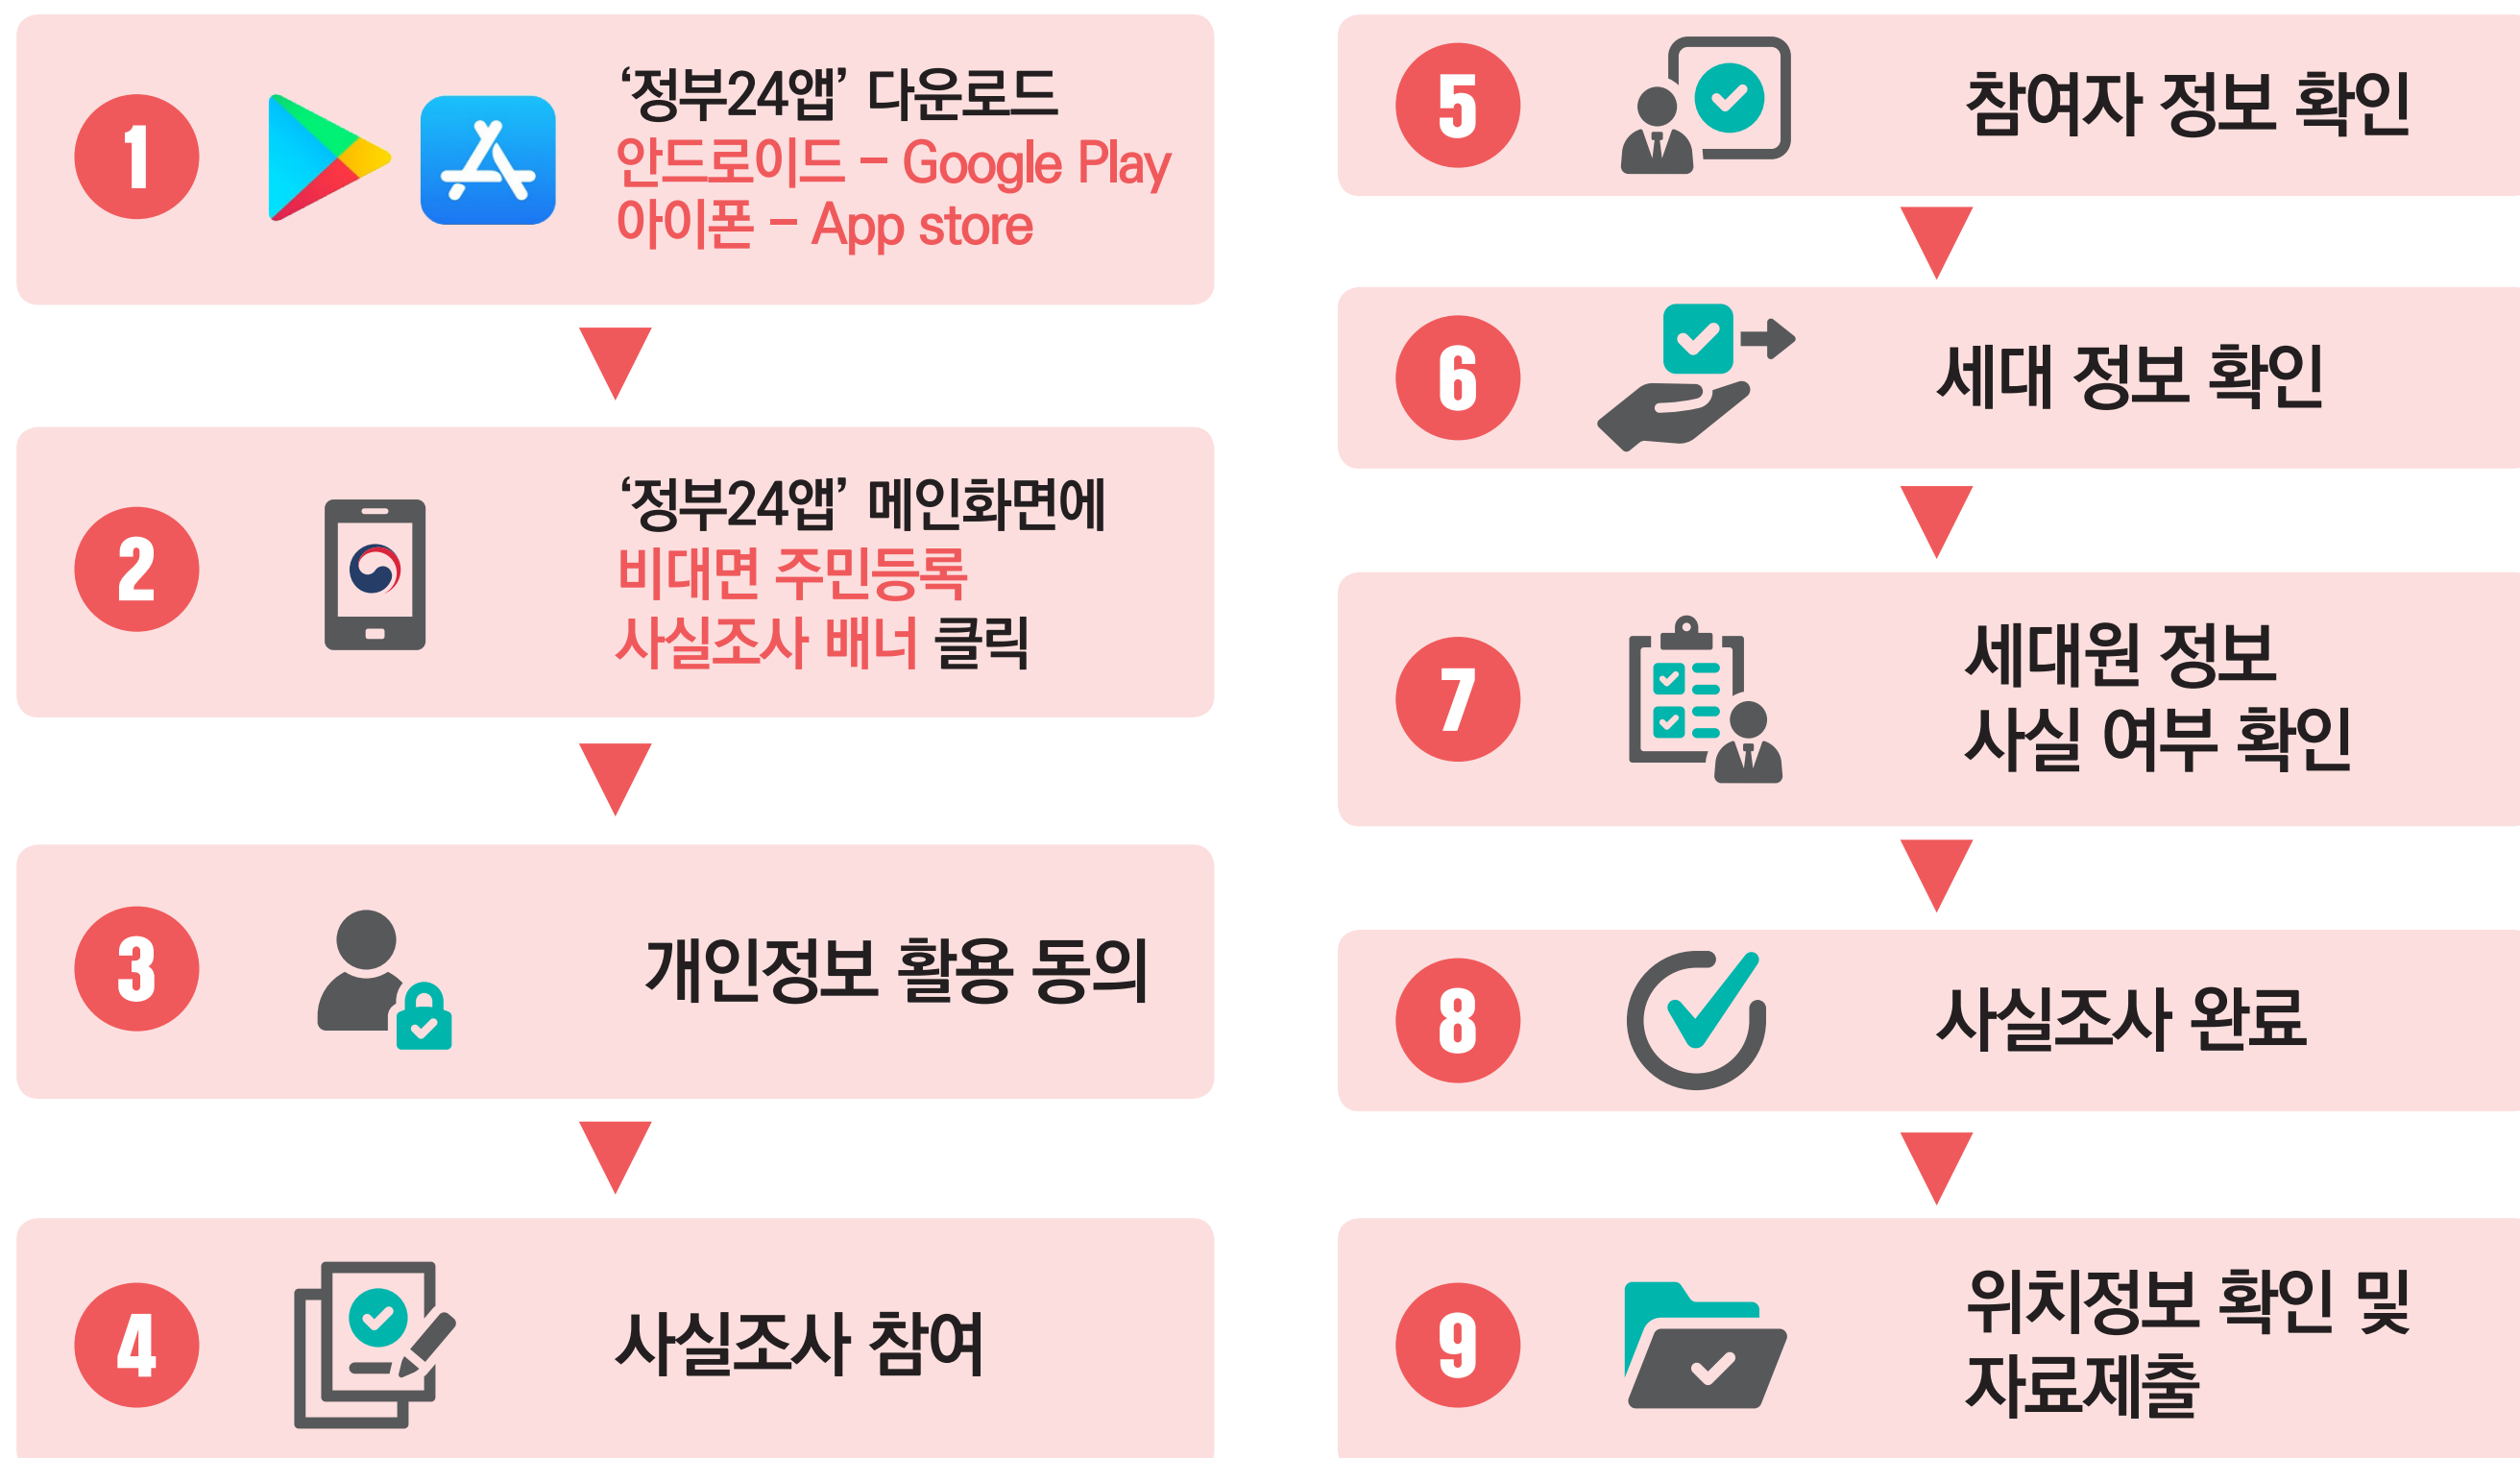 1
‘정부24앱’ 다운로드
안드로이드 – Google Play
아이폰 – App store
2
‘정부24앱’ 메인화면에
비대면 주민등록
사실조사 배너 클릭
3
개인정보 활용 동의
4
사실조사 참여
5
참여자 정보 확인
6
세대 정보 확인
7
세대원 정보
사실 여부 확인
8
사실조사 완료
9
위치정보 확인 및
자료제출